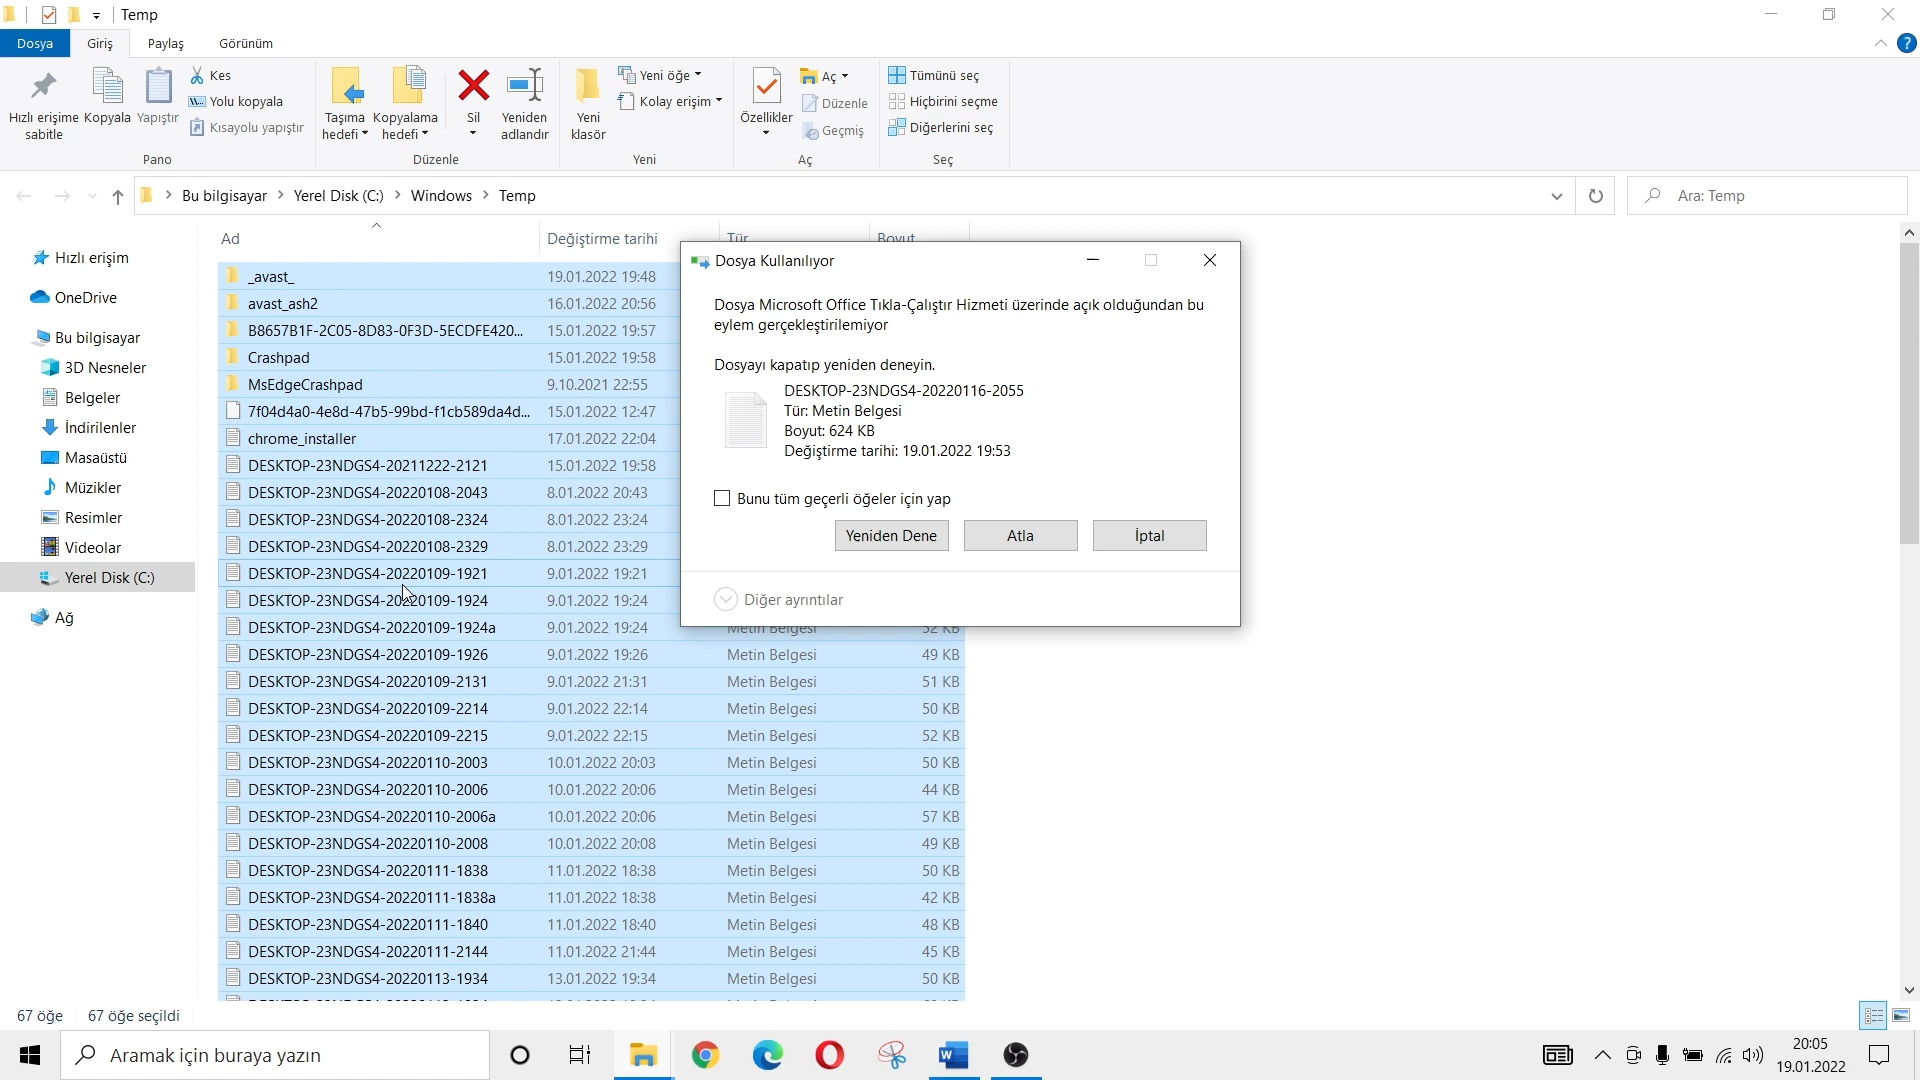 Temp
Dosya
Giriş
Paylaş
Görünüm
Hızlı erişime
sabitle
Kopyala
Yapıştır
Kes
Yolu kopyala
Kısayolu yapıştır
Pano
Taşıma
hedefi
Kopyalama
hedefi
Sil
Yeniden
adlandır
Düzenle
Yeni
klasör
Yeni öğe
Kolay erişim
Yeni
Özellikler
Aç
Düzenle
Geçmiş
Aç
Tümünü seç
Hiçbirini seçme
Diğerlerini seç
Seç
Bu bilgisayar > Yerel Disk (C:) > Windows > Temp
Ara: Temp
Hızlı erişim
OneDrive
Bu bilgisayar
3D Nesneler
Belgeler
İndirilenler
Masaüstü
Müzikler
Resimler
Videolar
Yerel Disk (C:)
Ağ
Ad Değiştirme tarihi Tür Boyut
_avast_ 19.01.2022 19:48
avast_ash2 16.01.2022 20:56
B8657B1F-2C05-8D83-0F3D-5ECDFE420... 15.01.2022 19:57
Crashpad 15.01.2022 19:58
MsEdgeCrashpad 9.10.2021 22:55
7f04d4a0-4e8d-47b5-99bd-f1cb589da4d... 15.01.2022 12:47
chrome_installer 17.01.2022 22:04
DESKTOP-23NDGS4-20211222-2121 15.01.2022 19:58
DESKTOP-23NDGS4-20220108-2043 8.01.2022 20:43
DESKTOP-23NDGS4-20220108-2324 8.01.2022 23:24
DESKTOP-23NDGS4-20220108-2329 8.01.2022 23:29
DESKTOP-23NDGS4-20220109-1921 9.01.2022 19:21
DESKTOP-23NDGS4-20220109-1924 9.01.2022 19:24
DESKTOP-23NDGS4-20220109-1924a 9.01.2022 19:24 Metin Belgesi 52 KB
DESKTOP-23NDGS4-20220109-1926 9.01.2022 19:26 Metin Belgesi 49 KB
DESKTOP-23NDGS4-20220109-2131 9.01.2022 21:31 Metin Belgesi 51 KB
DESKTOP-23NDGS4-20220109-2214 9.01.2022 22:14 Metin Belgesi 50 KB
DESKTOP-23NDGS4-20220109-2215 9.01.2022 22:15 Metin Belgesi 52 KB
DESKTOP-23NDGS4-20220110-2003 10.01.2022 20:03 Metin Belgesi 50 KB
DESKTOP-23NDGS4-20220110-2006 10.01.2022 20:06 Metin Belgesi 44 KB
DESKTOP-23NDGS4-20220110-2006a 10.01.2022 20:06 Metin Belgesi 57 KB
DESKTOP-23NDGS4-20220110-2008 10.01.2022 20:08 Metin Belgesi 49 KB
DESKTOP-23NDGS4-20220111-1838 11.01.2022 18:38 Metin Belgesi 50 KB
DESKTOP-23NDGS4-20220111-1838a 11.01.2022 18:38 Metin Belgesi 42 KB
DESKTOP-23NDGS4-20220111-1840 11.01.2022 18:40 Metin Belgesi 48 KB
DESKTOP-23NDGS4-20220111-2144 11.01.2022 21:44 Metin Belgesi 45 KB
DESKTOP-23NDGS4-20220113-1934 13.01.2022 19:34 Metin Belgesi 50 KB
Dosya Kullanılıyor
Dosya Microsoft Office Tıkla-Çalıştır Hizmeti üzerinde açık olduğundan bu
eylem gerçekleştirilemiyor
Dosyayı kapatıp yeniden deneyin.
DESKTOP-23NDGS4-20220116-2055
Tür: Metin Belgesi
Boyut: 624 KB
Değiştirme tarihi: 19.01.2022 19:53
Bunu tüm geçerli öğeler için yap
Yeniden Dene
Atla
İptal
Diğer ayrıntılar
67 öğe
67 öğe seçildi
Aramak için buraya yazın
20:05
19.01.2022